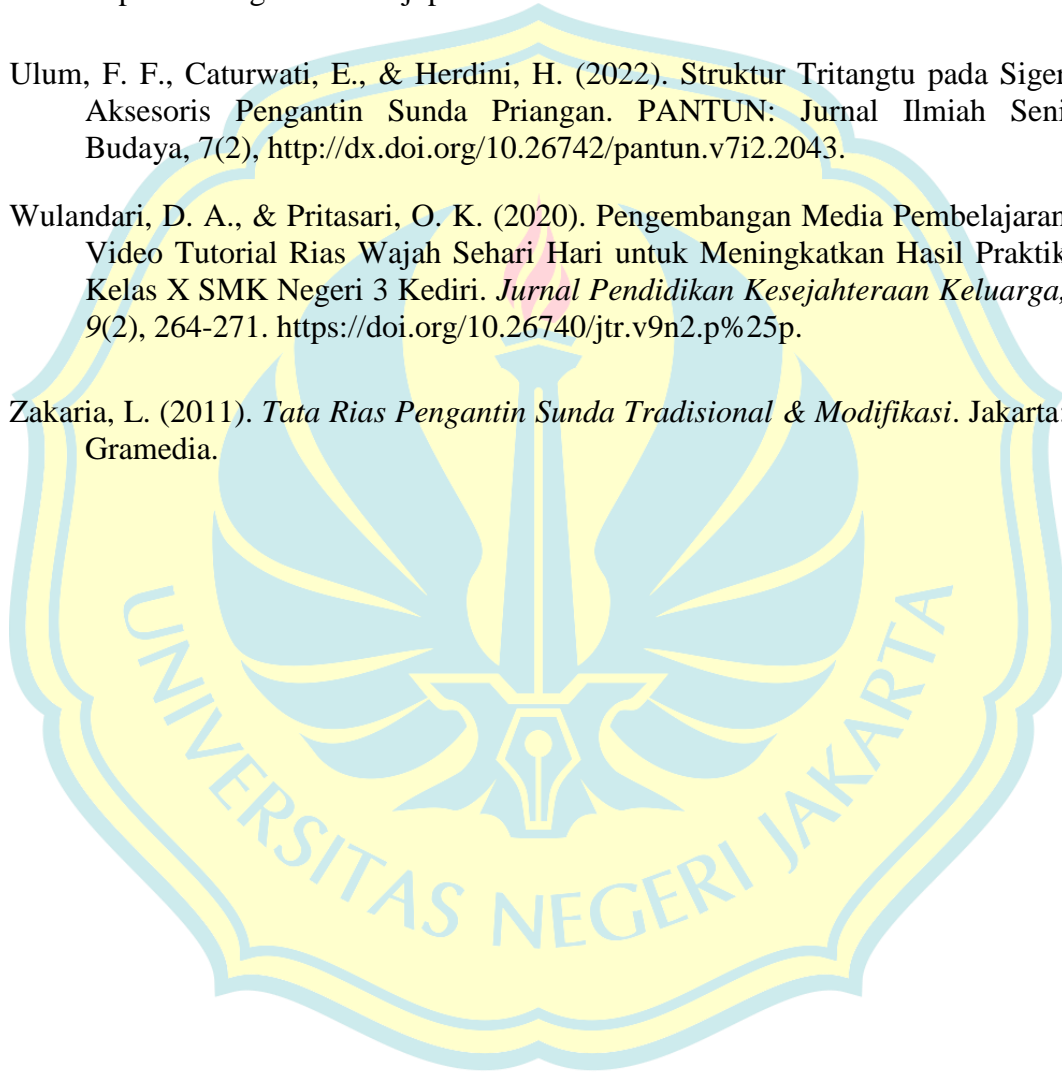 Ulum, F. F., Caturwati, E., & Herdini, H. (2022). Struktur Tritangtu pada Siger
Aksesoris Pengantin Sunda Priangan. PANTUN: Jurnal Ilmiah Seni
Budaya, 7(2), http://dx.doi.org/10.26742/pantun.v7i2.2043.
Wulandari, D. A., & Pritasari, O. K. (2020). Pengembangan Media Pembelajaran
Video Tutorial Rias Wajah Sehari Hari untuk Meningkatkan Hasil Praktik
Kelas X SMK Negeri 3 Kediri. Jurnal Pendidikan Kesejahteraan Keluarga,
9(2), 264-271. https://doi.org/10.26740/jtr.v9n2.p%25p.
Zakaria, L. (2011). Tata Rias Pengantin Sunda Tradisional & Modifikasi. Jakarta:
Gramedia.
UNIVERSITAS NEGERI JAKARTA